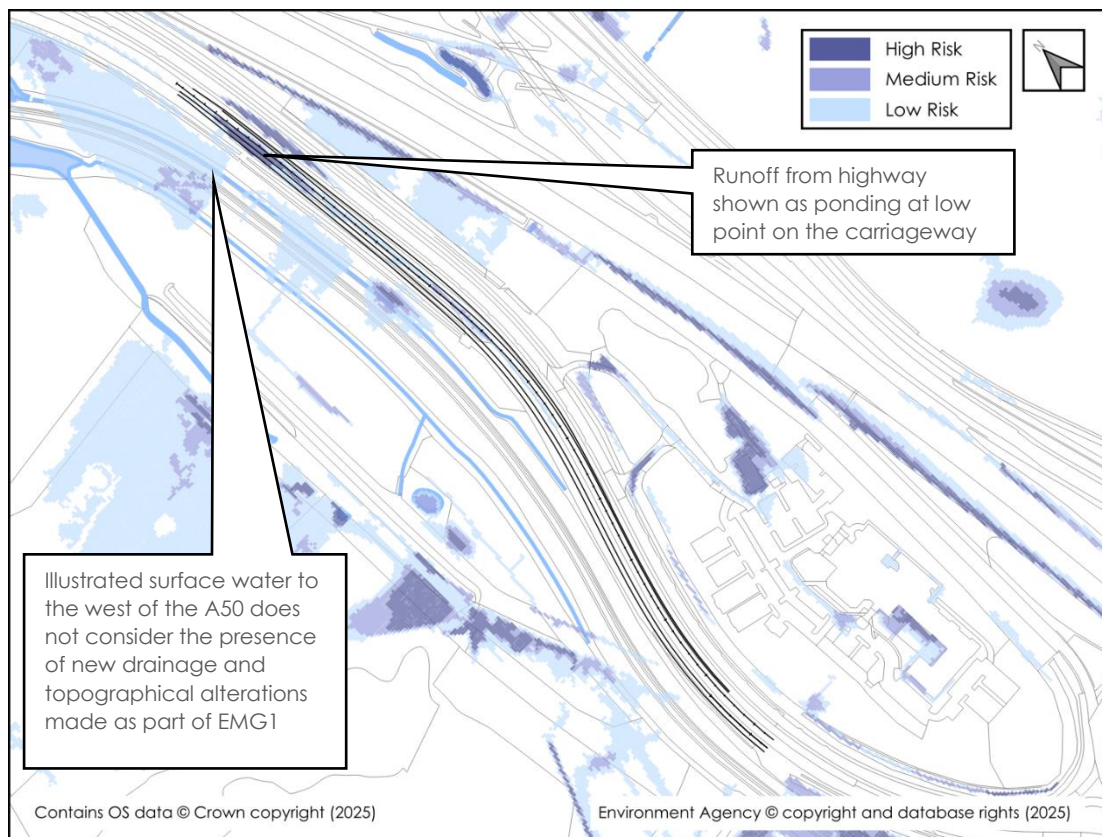 High Risk
Medium Risk
Low Risk
Runoff from highway
shown as ponding at low
point on the carriageway
Illustrated surface water to
the west of the A50 does
not consider the presence
of new drainage and
topographical alterations
made as part of EMG1
Contains OS data © Crown copyright (2025)
Environment Agency © copyright and database rights (2025)